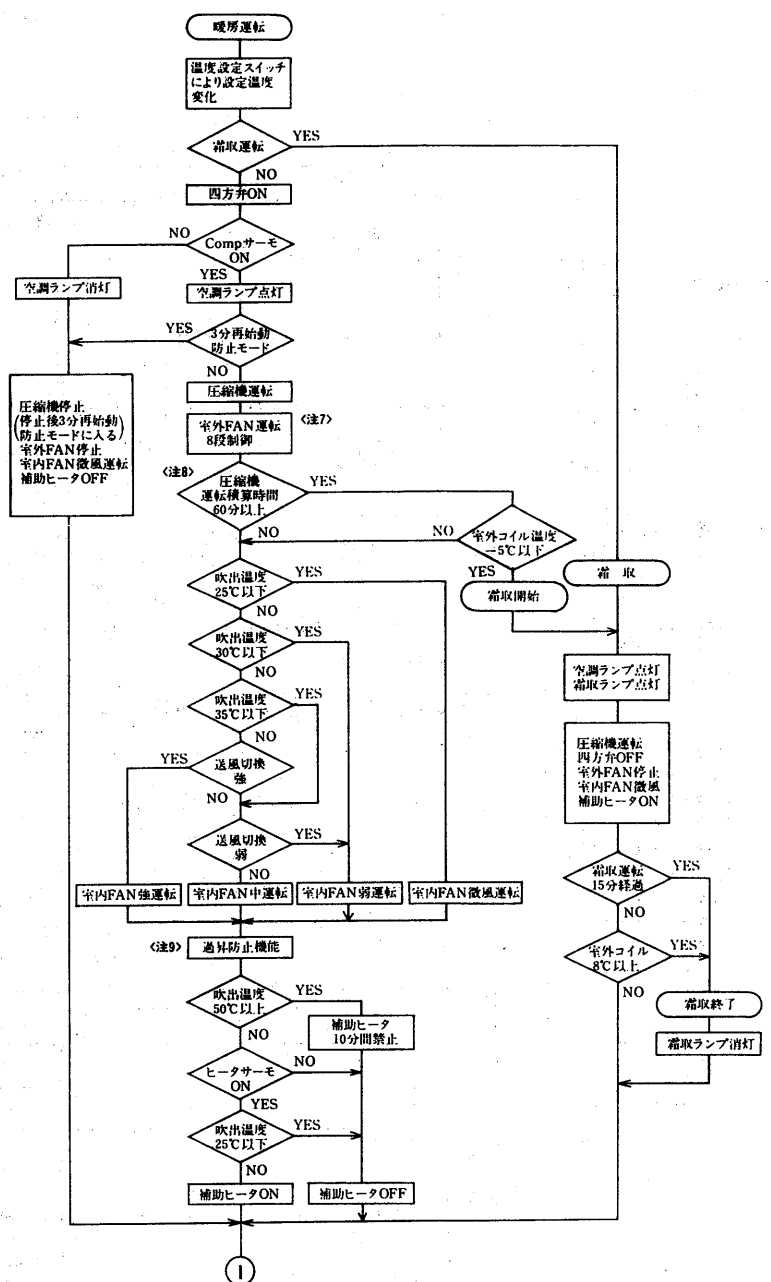 暖房運転
温度設定スイッチ
により設定温度
変化
霜取運転
YES
NO
四方弁ON
Compサーモ
ON
NO
YES
空調ランプ消灯
空調ランプ点灯
3分再始動
防止モード
YES
NO
圧縮機運転
圧縮機停止
(停止後3分再始動)
(防止モードに入る)
室外FAN停止
室内FAN微風運転
補助ヒータOFF
室外FAN運転
8段制御
<注7>
<注8>
圧縮機
運転積算時間
60分以上
YES
NO
室外コイル温度
−5℃以下
NO
YES
霜取開始
霜 取
吹出温度
25℃以下
YES
NO
吹出温度
30℃以下
YES
NO
吹出温度
35℃以下
YES
NO
送風切換
強
YES
NO
送風切換
弱
YES
NO
室内FAN強運転
室内FAN中運転
室内FAN弱運転
室内FAN微風運転
空調ランプ点灯
霜取ランプ点灯
圧縮機運転
四方弁OFF
室外FAN停止
室内FAN微風
補助ヒータON
霜取運転
15分経過
YES
NO
室外コイル
8℃以上
YES
NO
霜取終了
霜取ランプ消灯
<注9>
過昇防止機能
吹出温度
50℃以上
YES
NO
補助ヒータ
10分間禁止
ヒータサーモ
ON
NO
YES
吹出温度
25℃以下
YES
NO
補助ヒータON
補助ヒータOFF
1